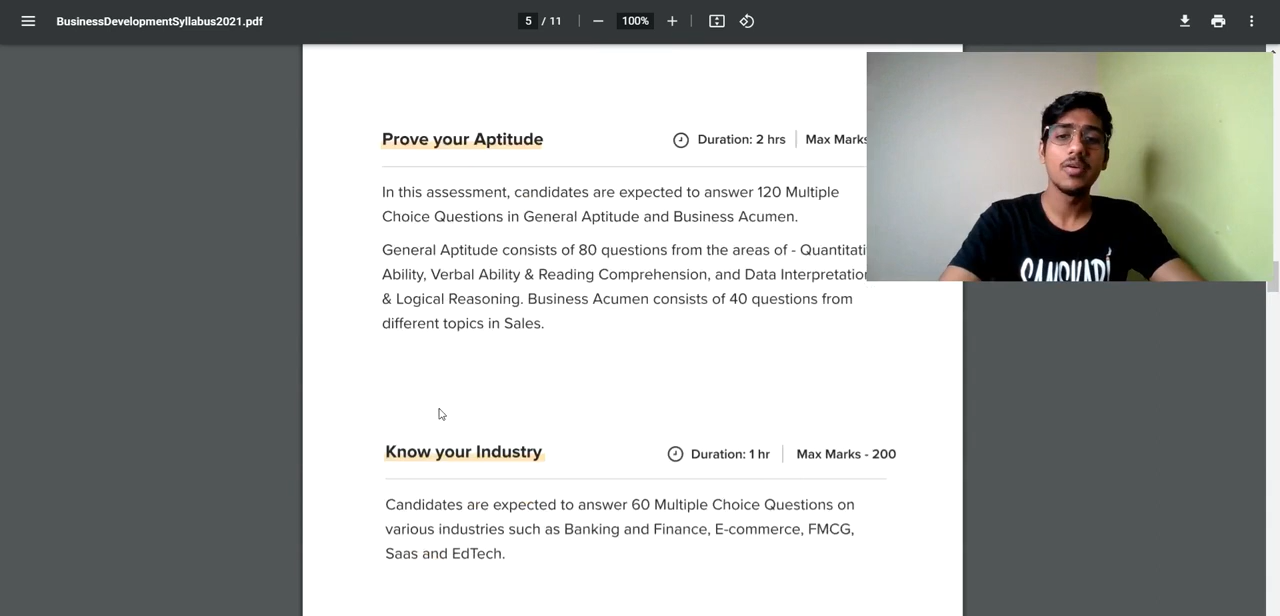 BusinessDevelopmentSyllabus2021.pdf
5 / 11
100%
Prove your Aptitude
Duration: 2 hrs
Max Marks
In this assessment, candidates are expected to answer 120 Multiple
Choice Questions in General Aptitude and Business Acumen.
General Aptitude consists of 80 questions from the areas of - Quantitati
Ability, Verbal Ability & Reading Comprehension, and Data Interpretation
& Logical Reasoning. Business Acumen consists of 40 questions from
different topics in Sales.
SANSKARI
Know your Industry
Duration: 1 hr
Max Marks - 200
Candidates are expected to answer 60 Multiple Choice Questions on
various industries such as Banking and Finance, E-commerce, FMCG,
Saas and EdTech.